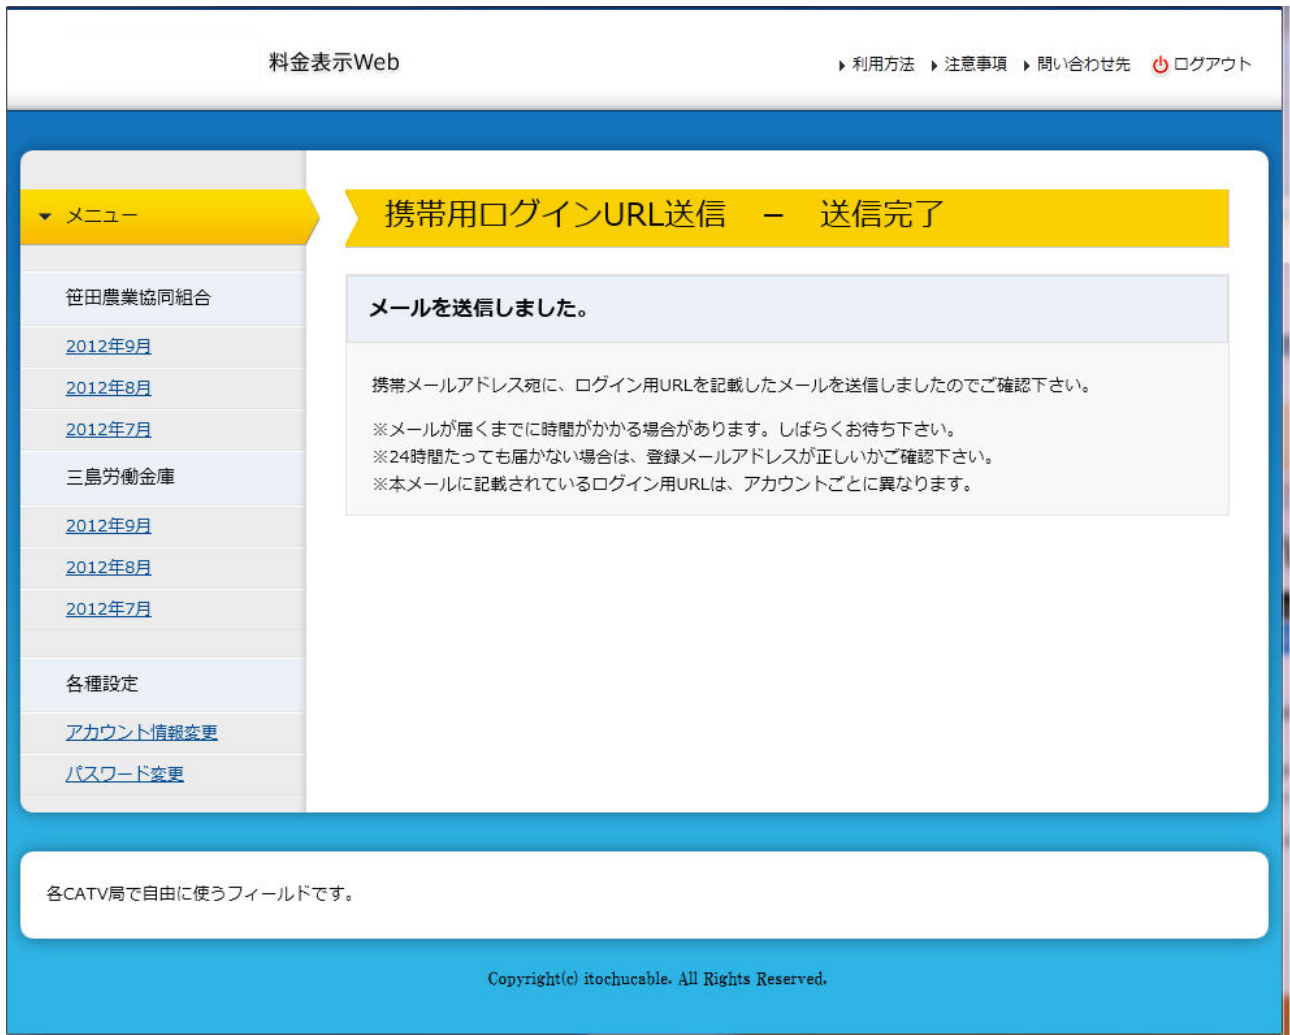 料金表示Web
利用方法 注意事項 問い合わせ先 ログアウト
メニュー
笹田農業協同組合
2012年9月
2012年8月
2012年7月
三島労働金庫
2012年9月
2012年8月
2012年7月
各種設定
アカウント情報変更
パスワード変更
携帯用ログインURL送信 － 送信完了
メールを送信しました。
携帯メールアドレス宛に、ログイン用URLを記載したメールを送信しましたのでご確認下さい。
※メールが届くまでに時間がかかる場合があります。しばらくお待ち下さい。
※24時間たっても届かない場合は、登録メールアドレスが正しいかご確認下さい。
※本メールに記載されているログイン用URLは、アカウントごとに異なります。
各CATV局で自由に使うフィールドです。
Copyright(c) itochucable. All Rights Reserved.